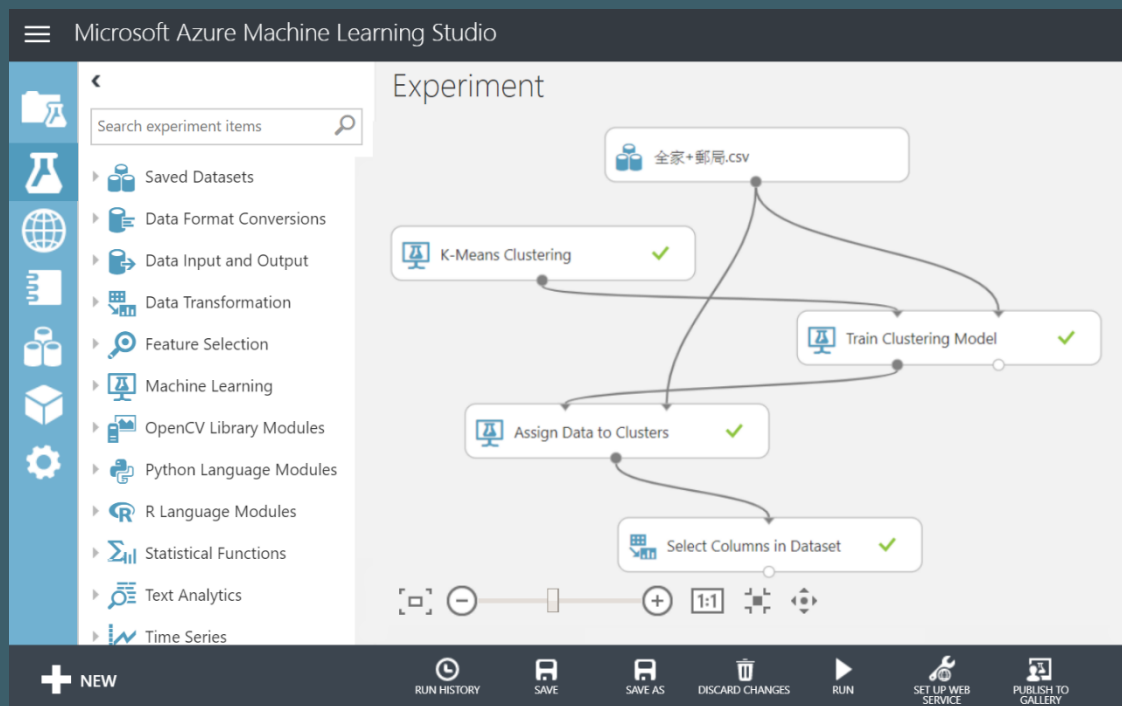 Microsoft Azure Machine Learning Studio
Search experiment items
Saved Datasets
Data Format Conversions
Data Input and Output
Data Transformation
Feature Selection
Machine Learning
OpenCV Library Modules
Python Language Modules
R Language Modules
Statistical Functions
Text Analytics
Time Series
Experiment
全家+郵局.csv
K-Means Clustering
Train Clustering Model
Assign Data to Clusters
Select Columns in Dataset
1:1
NEW
RUN HISTORY
SAVE
SAVE AS
DISCARD CHANGES
RUN
SET UP WEB
SERVICE
PUBLISH TO
GALLERY